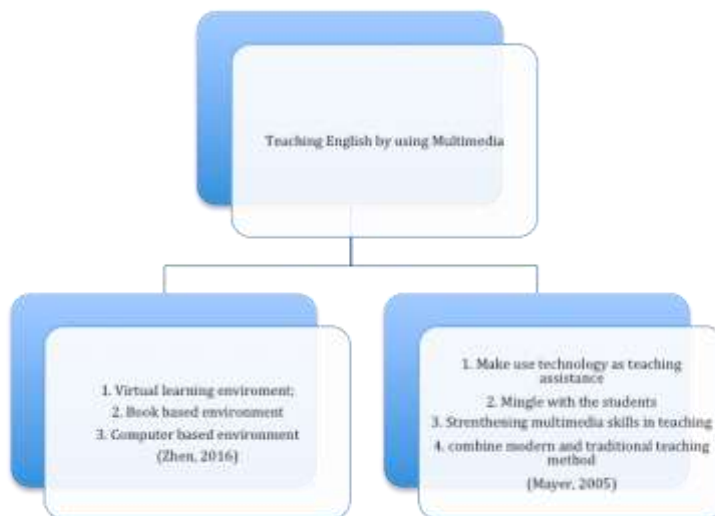 Teaching English by using Multimedia
1. Virtual learning enviroment;
2. Book based environment
3. Computer based environment
(Zhen, 2016)
1. Make use technology as teaching
assistance
2. Mingle with the students
3. Strenthesing multimedia skills in teaching
4. combine modern and traditional teaching
method
(Mayer, 2005)